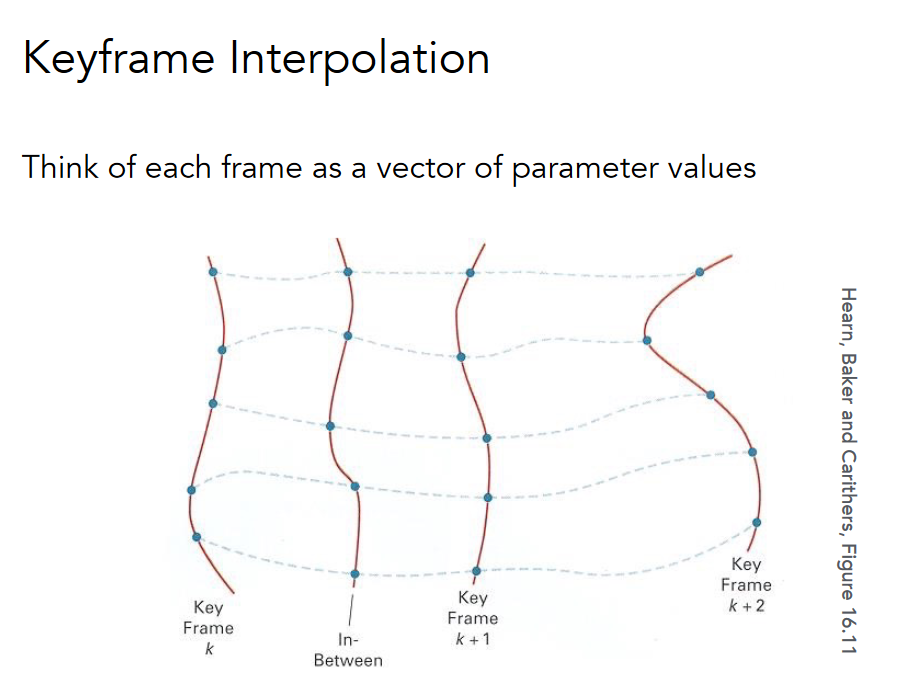 Keyframe Interpolation
Think of each frame as a vector of parameter values
Key
Frame
k
In-
Between
Key
Frame
k + 1
Key
Frame
k + 2
Hearn, Baker and Carithers, Figure 16.11